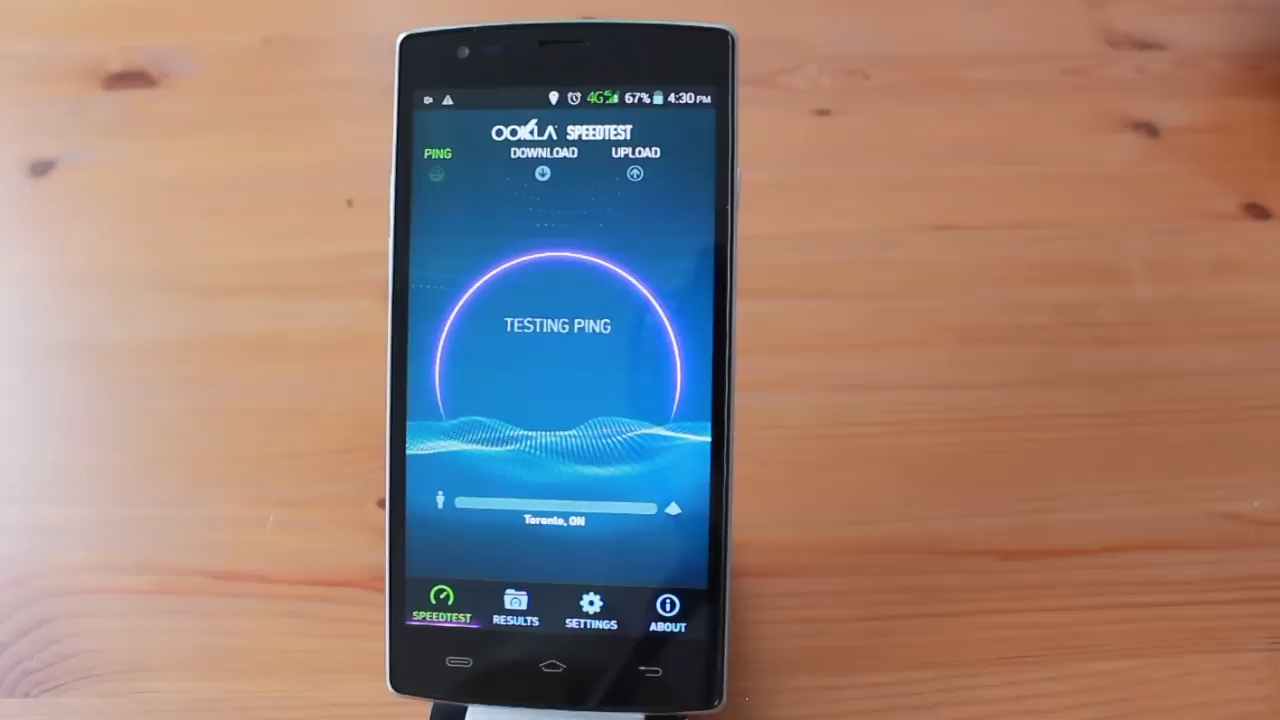 4G 67% 4:30 PM
OOKLA SPEEDTEST
PING DOWNLOAD UPLOAD
TESTING PING
Toronto, ON
SPEEDTEST RESULTS SETTINGS ABOUT